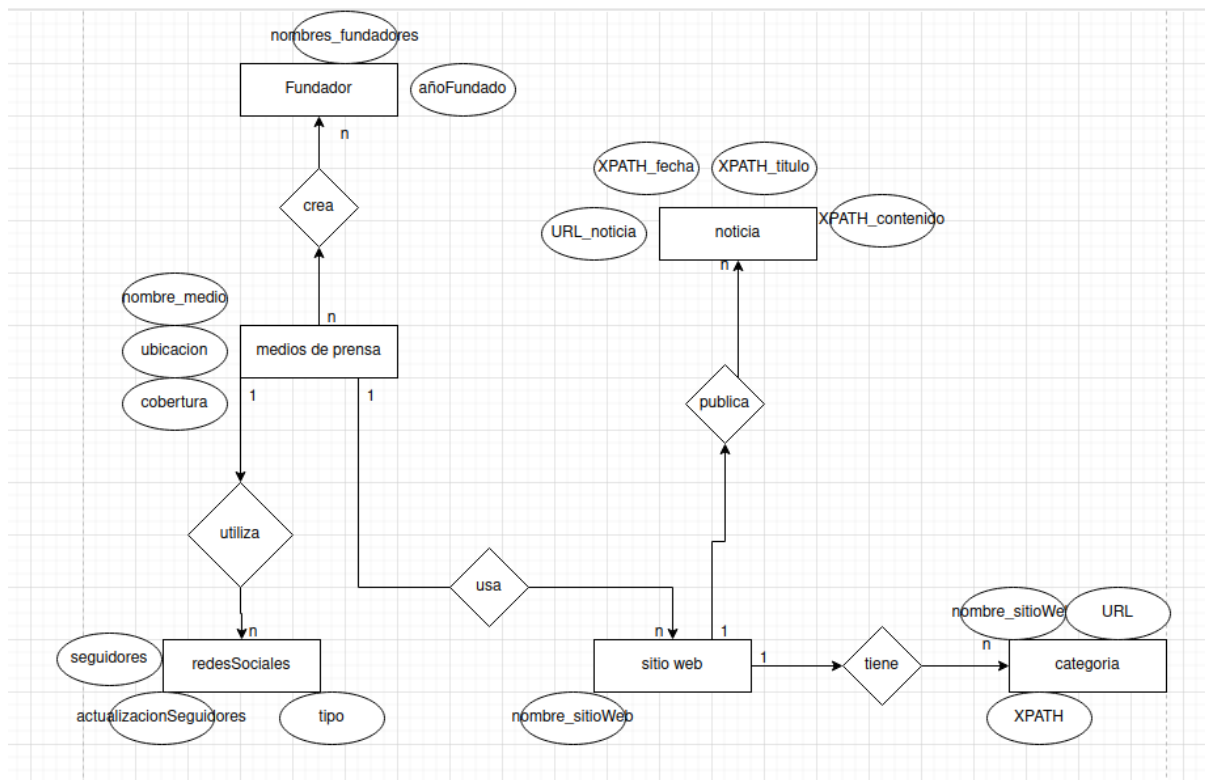 nombres_fundadores
Fundador
añoFundado
n
crea
n
XPATH_fecha
XPATH_titulo
XPATH_contenido
URL_noticia
noticia
n
nombre_medio
ubicacion
medios de prensa
cobertura
1
1
publica
utiliza
usa
n
n
1
seguidores
redesSociales
sitio web
1
tiene
n
nombre_sitioWe
URL
categoria
actualizacionSeguidores
tipo
nombre_sitioWeb
XPATH